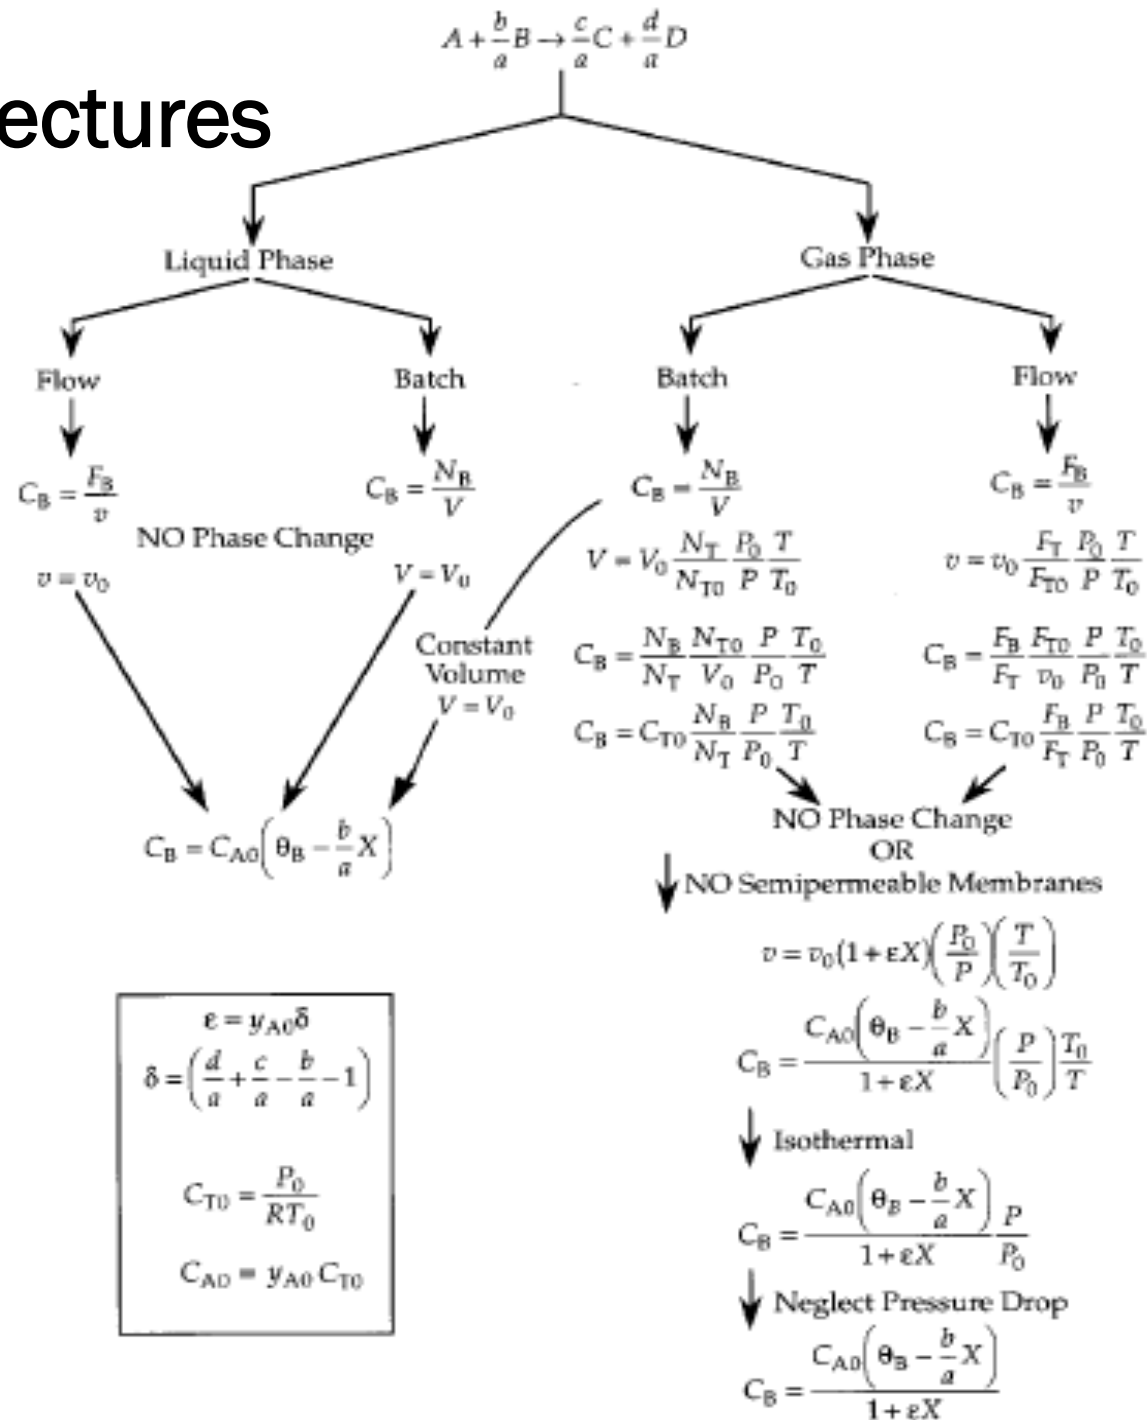 A + b/a B → c/a C + d/a D
ectures
Liquid Phase
Gas Phase
Flow
Batch
Batch
Flow
C_B = F_B/v
C_B = N_B/V
C_B = N_B/V
C_B = F_B/v
NO Phase Change
v = v_0
V = V_0
V = V_0 N_T/N_T0 P_0/P T/T_0
v = v_0 F_T/F_T0 P_0/P T/T_0
Constant
Volume
V = V_0
C_B = N_B/N_T N_T0/V_0 P/P_0 T_0/T
C_B = F_B/F_T F_T0/v_0 P/P_0 T_0/T
C_B = C_T0 N_B/N_T P/P_0 T_0/T
C_B = C_T0 F_B/F_T P/P_0 T_0/T
C_B = C_A0(θ_B − b/a X)
NO Phase Change
OR
NO Semipermeable Membranes
v = v_0(1 + εX)(P_0/P)(T/T_0)
C_B = C_A0(θ_B − b/a X)/(1 + εX) (P/P_0) T_0/T
Isothermal
C_B = C_A0(θ_B − b/a X)/(1 + εX) P/P_0
Neglect Pressure Drop
C_B = C_A0(θ_B − b/a X)/(1 + εX)
ε = y_A0 δ
δ = (d/a + c/a − b/a − 1)
C_T0 = P_0/RT_0
C_A0 = y_A0 C_T0